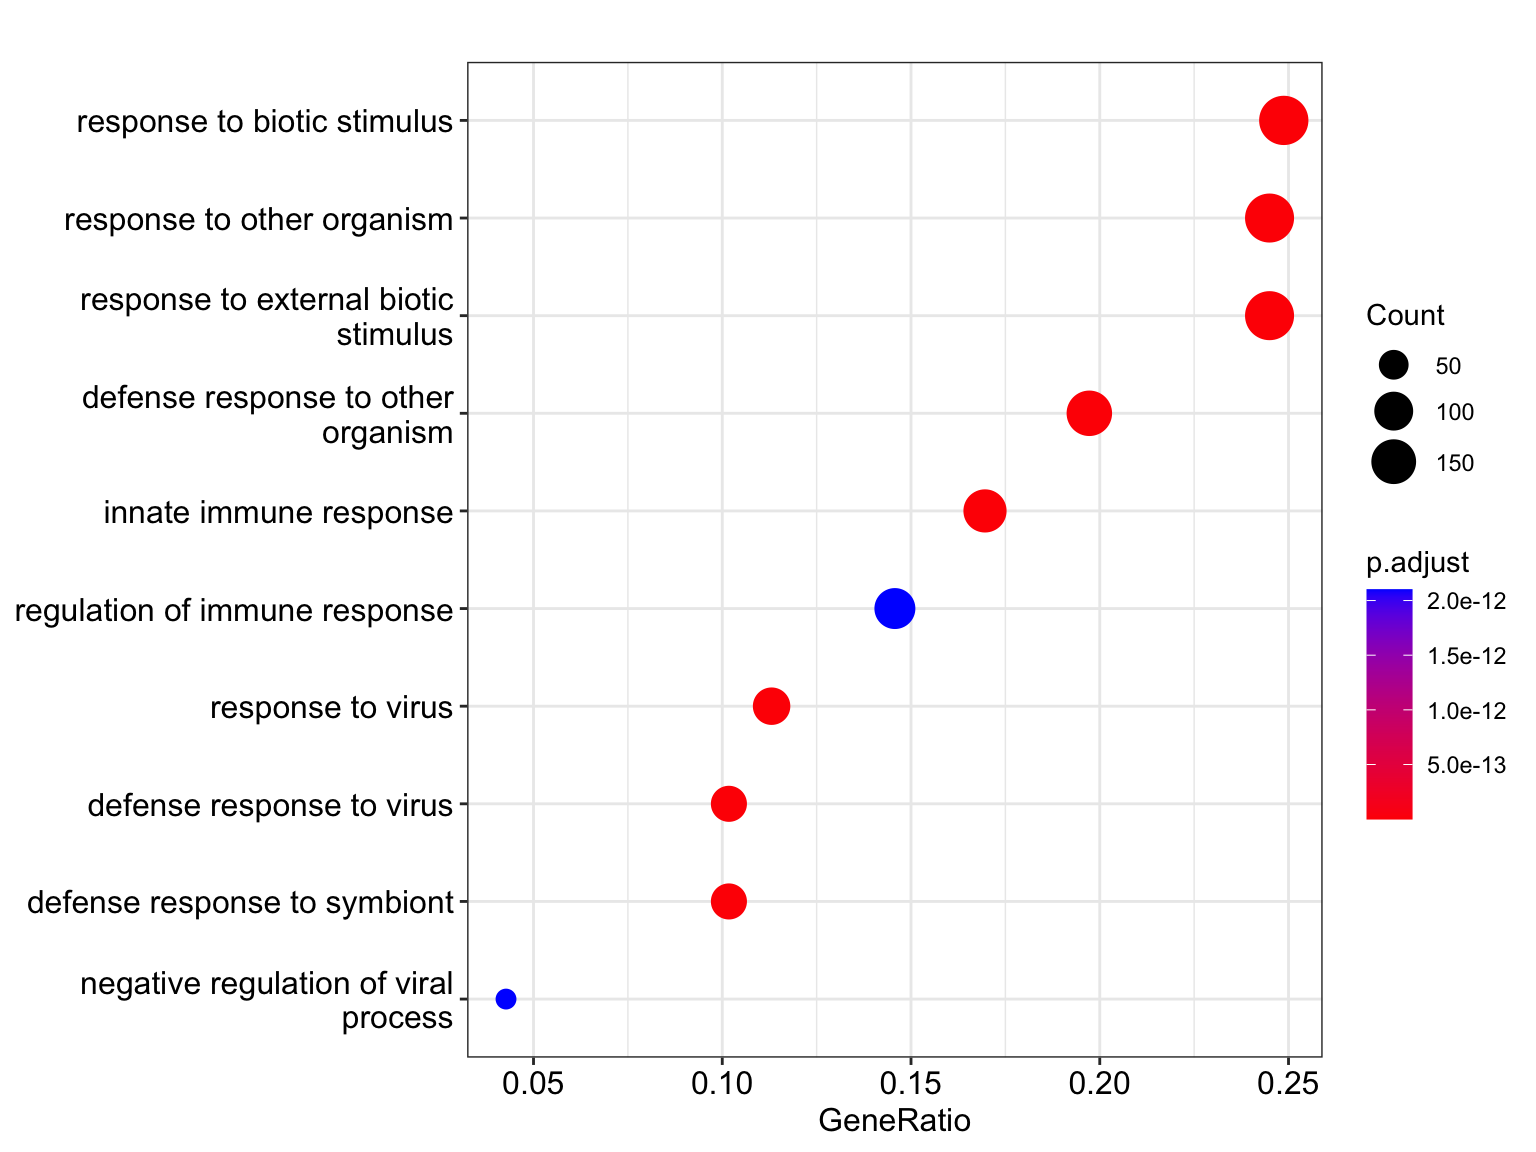 response to biotic stimulus
response to other organism
response to external biotic
stimulus
defense response to other
organism
innate immune response
regulation of immune response
response to virus
defense response to virus
defense response to symbiont
negative regulation of viral
process
0.05 0.10 0.15 0.20 0.25
GeneRatio
Count
50
100
150
p.adjust
2.0e-12
1.5e-12
1.0e-12
5.0e-13